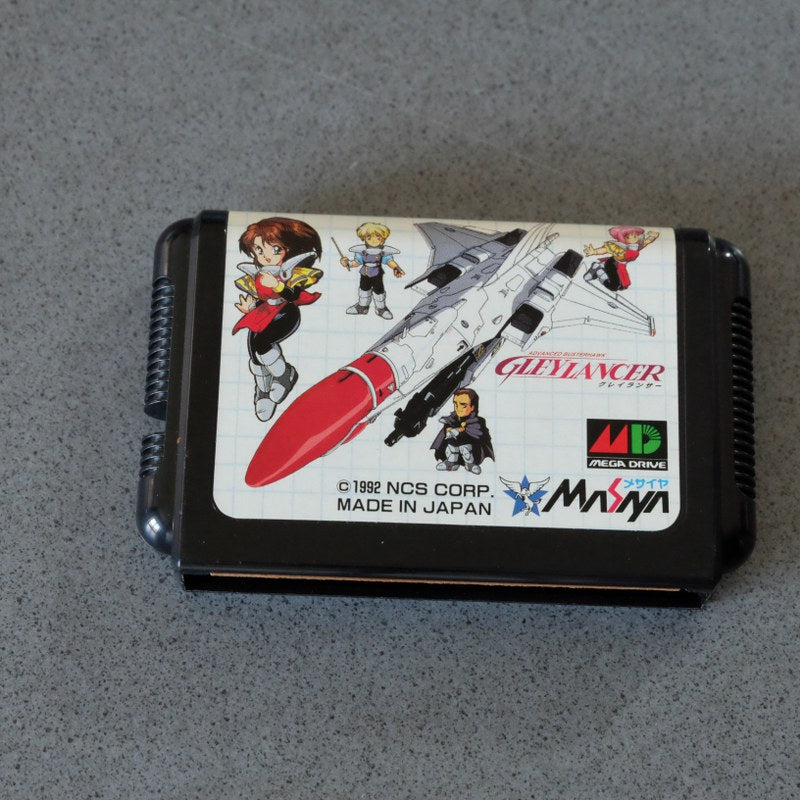 ADVANCED BUSTERHAWK
GLEYLANCER
グレイランサー
MD
MEGA DRIVE
© 1992 NCS CORP.
MADE IN JAPAN
メサイヤ
MASAYA